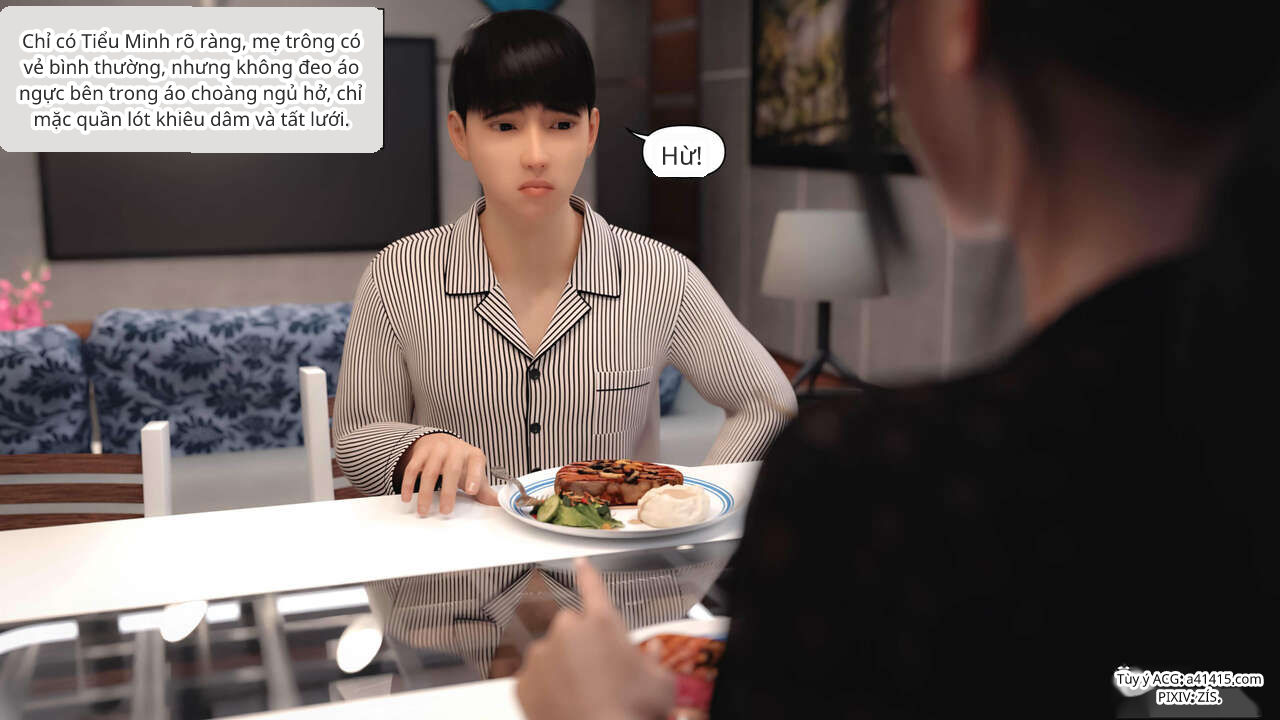 Chỉ có Tiểu Minh rõ ràng, mẹ trông có
vẻ bình thường, nhưng không đeo áo
ngực bên trong áo choàng ngủ hở, chỉ
mặc quần lót khiêu dâm và tất lưới.
Hừ!
Tùy ý ACG: a41415.com
PIXIV: ZÍS.